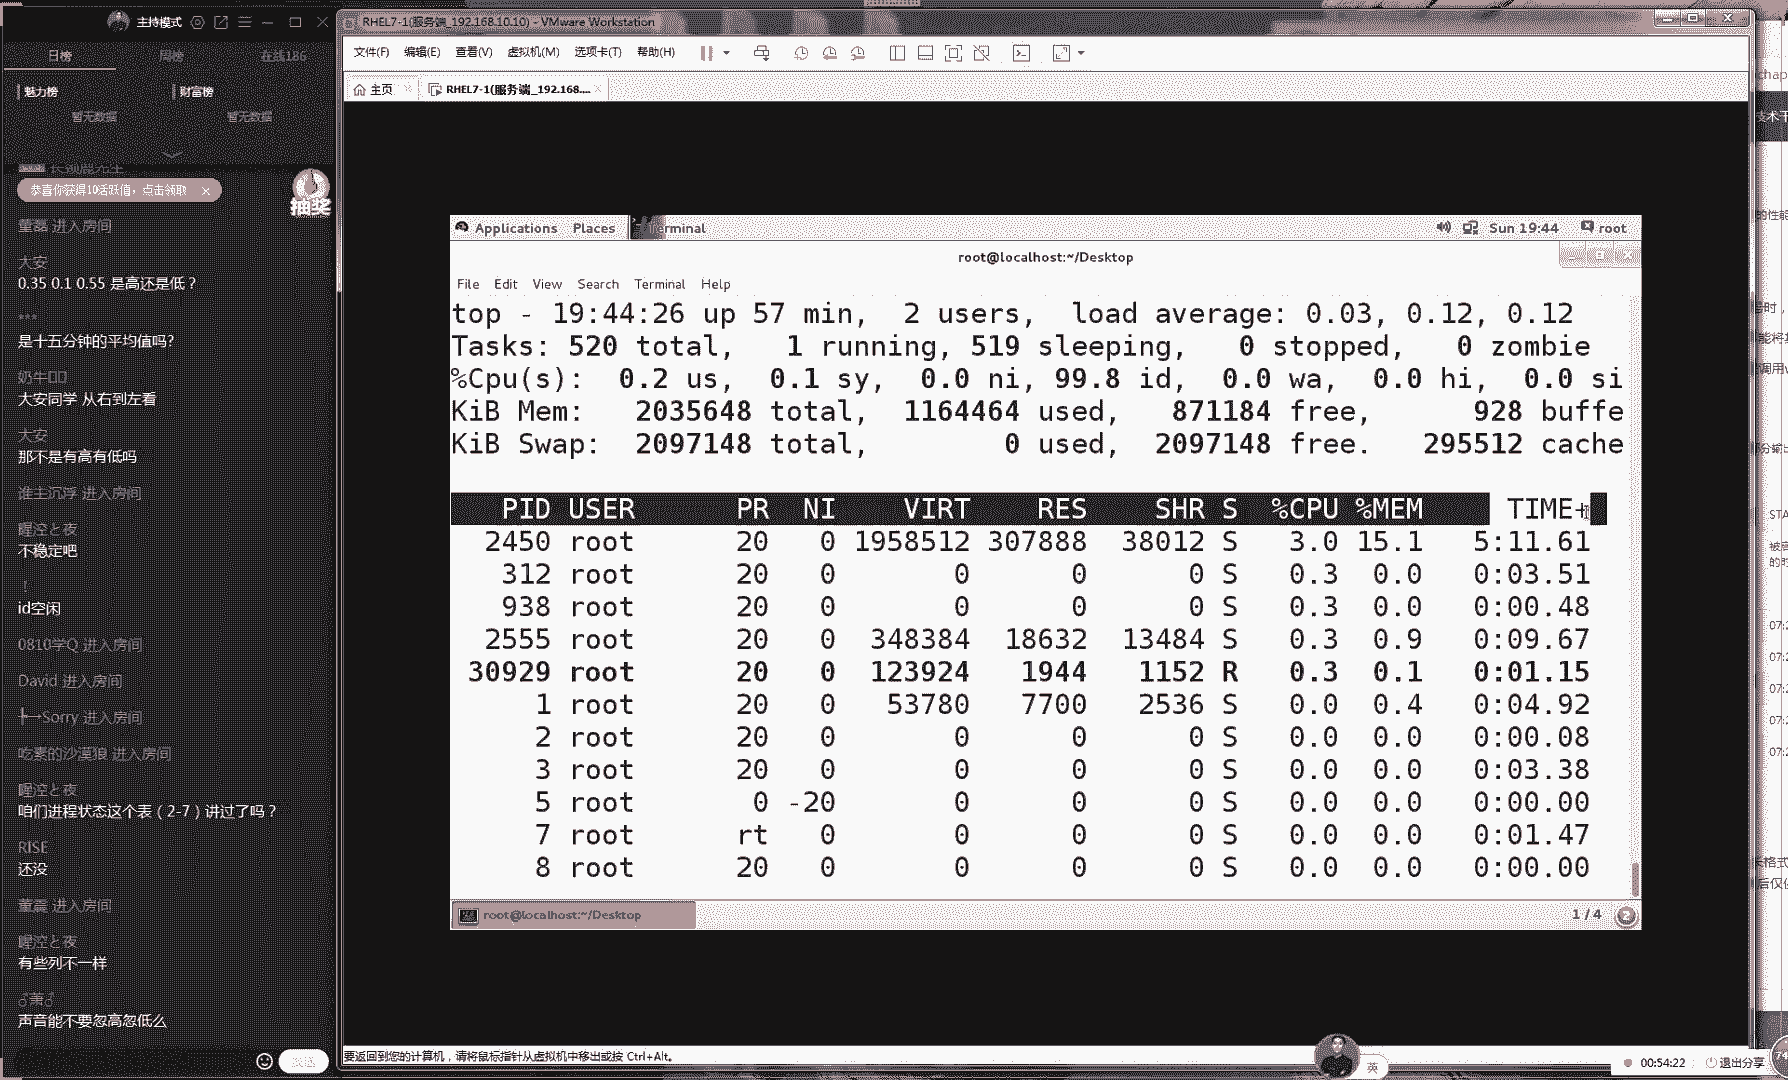 主持模式
日榜 周榜 在线186
魅力榜 财富榜
暂无数据 暂无数据
恭喜你获得10活跃值，点击领取
抽奖
董磊 进入房间
大安
0.35 0.1 0.55 是高还是低？
***
是十五分钟的平均值吗?
奶牛
大安同学 从右到左看
大安
那不是有高有低吗
谁主沉浮 进入房间
不稳定吧
!
id空闲
0810学Q 进入房间
David 进入房间
Sorry 进入房间
吃素的沙漠狼 进入房间
咱们进程状态这个表（2-7）讲过了吗？
RISE
还没
董震 进入房间
有些列不一样
♂萧♂
声音能不要忽高忽低么
发送
RHEL7-1(服务端_192.168.10.10) - VMware Workstation
文件(F) 编辑(E) 查看(V) 虚拟机(M) 选项卡(T) 帮助(H)
主页 RHEL7-1(服务端_192.168....
Applications Places Terminal Sun 19:44 root
root@localhost:~/Desktop
File Edit View Search Terminal Help
top - 19:44:26 up 57 min, 2 users, load average: 0.03, 0.12, 0.12
Tasks: 520 total, 1 running, 519 sleeping, 0 stopped, 0 zombie
%Cpu(s): 0.2 us, 0.1 sy, 0.0 ni, 99.8 id, 0.0 wa, 0.0 hi, 0.0 si
KiB Mem: 2035648 total, 1164464 used, 871184 free, 928 buffe
KiB Swap: 2097148 total, 0 used, 2097148 free. 295512 cache
PID USER PR NI VIRT RES SHR S %CPU %MEM TIME+
2450 root 20 0 1958512 307888 38012 S 3.0 15.1 5:11.61
312 root 20 0 0 0 0 S 0.3 0.0 0:03.51
938 root 20 0 0 0 0 S 0.3 0.0 0:00.48
2555 root 20 0 348384 18632 13484 S 0.3 0.9 0:09.67
30929 root 20 0 123924 1944 1152 R 0.3 0.1 0:01.15
1 root 20 0 53780 7700 2536 S 0.0 0.4 0:04.92
2 root 20 0 0 0 0 S 0.0 0.0 0:00.08
3 root 20 0 0 0 0 S 0.0 0.0 0:03.38
5 root 0 -20 0 0 0 S 0.0 0.0 0:00.00
7 root rt 0 0 0 0 S 0.0 0.0 0:01.47
8 root 20 0 0 0 0 S 0.0 0.0 0:00.00
root@localhost:~/Desktop 1 / 4 2
要返回到您的计算机，请将鼠标指针从虚拟机中移出或按 Ctrl+Alt。
英
00:54:22 退出分享